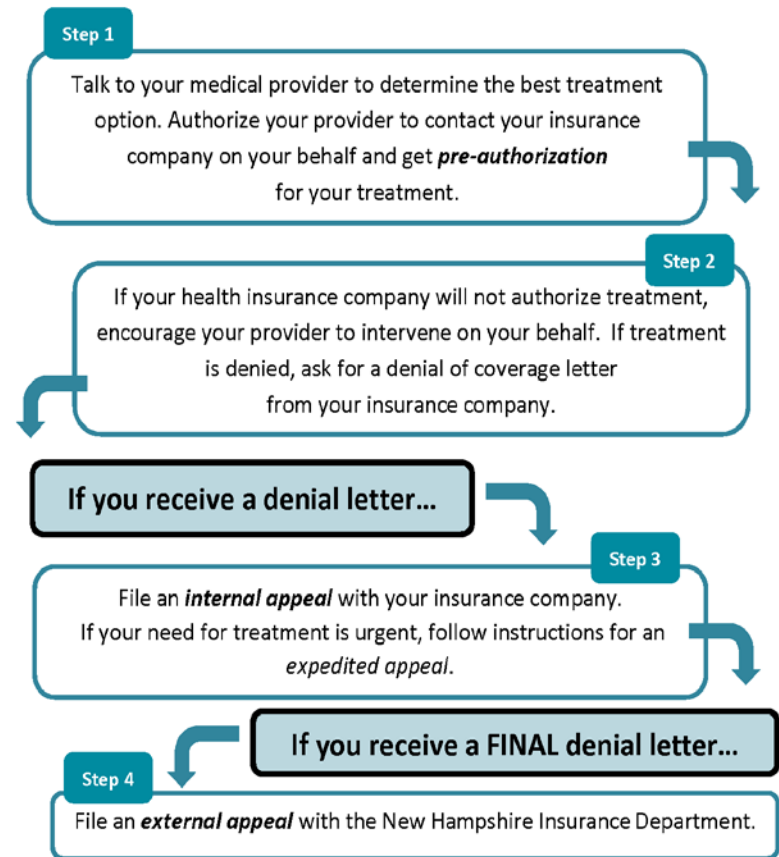 Step 1
Talk to your medical provider to determine the best treatment
option. Authorize your provider to contact your insurance
company on your behalf and get pre-authorization
for your treatment.
Step 2
If your health insurance company will not authorize treatment,
encourage your provider to intervene on your behalf.  If treatment
is denied, ask for a denial of coverage letter
from your insurance company.
If you receive a denial letter...
Step 3
File an internal appeal with your insurance company.
If your need for treatment is urgent, follow instructions for an
expedited appeal.
If you receive a FINAL denial letter...
Step 4
File an external appeal with the New Hampshire Insurance Department.